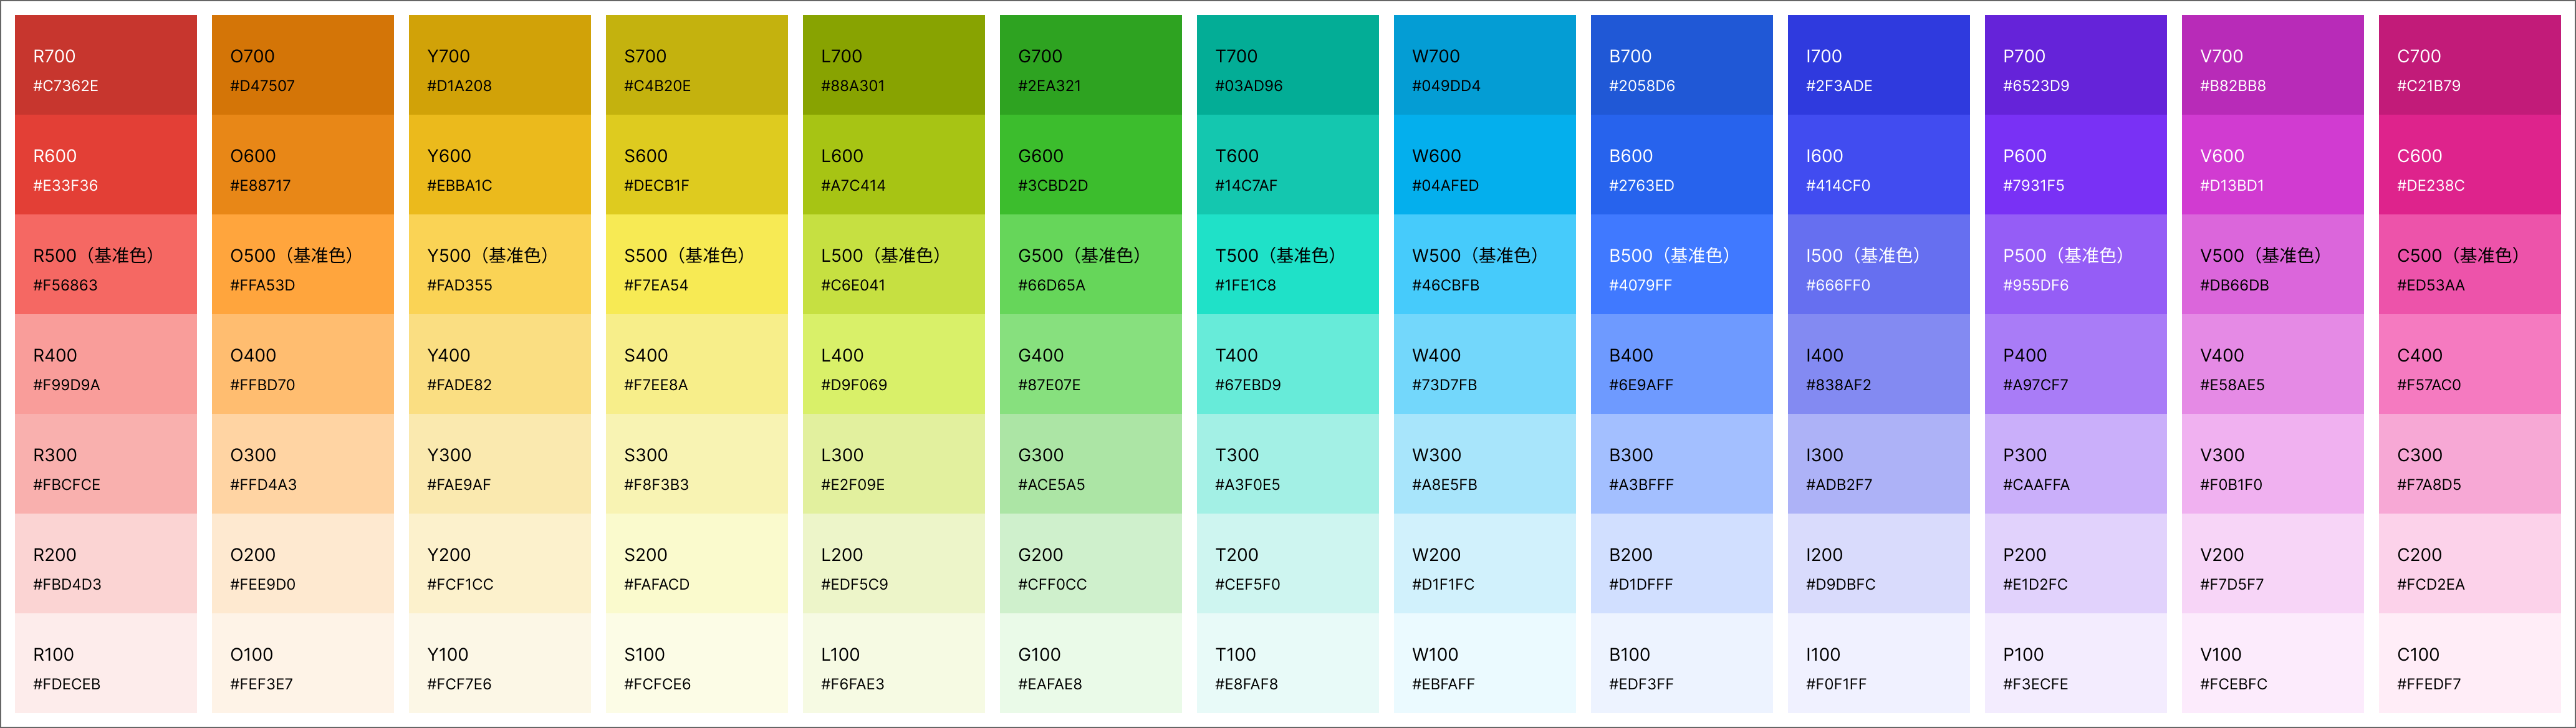 R700
#C7362E
O700
#D47507
Y700
#D1A208
S700
#C4B20E
L700
#88A301
G700
#2EA321
T700
#03AD96
W700
#049DD4
B700
#2058D6
I700
#2F3ADE
P700
#6523D9
V700
#B82BB8
C700
#C21B79
R600
#E33F36
O600
#E88717
Y600
#EBBA1C
S600
#DECB1F
L600
#A7C414
G600
#3CBD2D
T600
#14C7AF
W600
#04AFED
B600
#2763ED
I600
#414CF0
P600
#7931F5
V600
#D13BD1
C600
#DE238C
R500（基准色）
#F56863
O500（基准色）
#FFA53D
Y500（基准色）
#FAD355
S500（基准色）
#F7EA54
L500（基准色）
#C6E041
G500（基准色）
#66D65A
T500（基准色）
#1FE1C8
W500（基准色）
#46CBFB
B500（基准色）
#4079FF
I500（基准色）
#666FF0
P500（基准色）
#955DF6
V500（基准色）
#DB66DB
C500（基准色）
#ED53AA
R400
#F99D9A
O400
#FFBD70
Y400
#FADE82
S400
#F7EE8A
L400
#D9F069
G400
#87E07E
T400
#67EBD9
W400
#73D7FB
B400
#6E9AFF
I400
#838AF2
P400
#A97CF7
V400
#E58AE5
C400
#F57AC0
R300
#FBCFCE
O300
#FFD4A3
Y300
#FAE9AF
S300
#F8F3B3
L300
#E2F09E
G300
#ACE5A5
T300
#A3F0E5
W300
#A8E5FB
B300
#A3BFFF
I300
#ADB2F7
P300
#CAAFFA
V300
#F0B1F0
C300
#F7A8D5
R200
#FBD4D3
O200
#FEE9D0
Y200
#FCF1CC
S200
#FAFACD
L200
#EDF5C9
G200
#CFF0CC
T200
#CEF5F0
W200
#D1F1FC
B200
#D1DFFF
I200
#D9DBFC
P200
#E1D2FC
V200
#F7D5F7
C200
#FCD2EA
R100
#FDECEB
O100
#FEF3E7
Y100
#FCF7E6
S100
#FCFCE6
L100
#F6FAE3
G100
#EAFAE8
T100
#E8FAF8
W100
#EBFAFF
B100
#EDF3FF
I100
#F0F1FF
P100
#F3ECFE
V100
#FCEBFC
C100
#FFEDF7